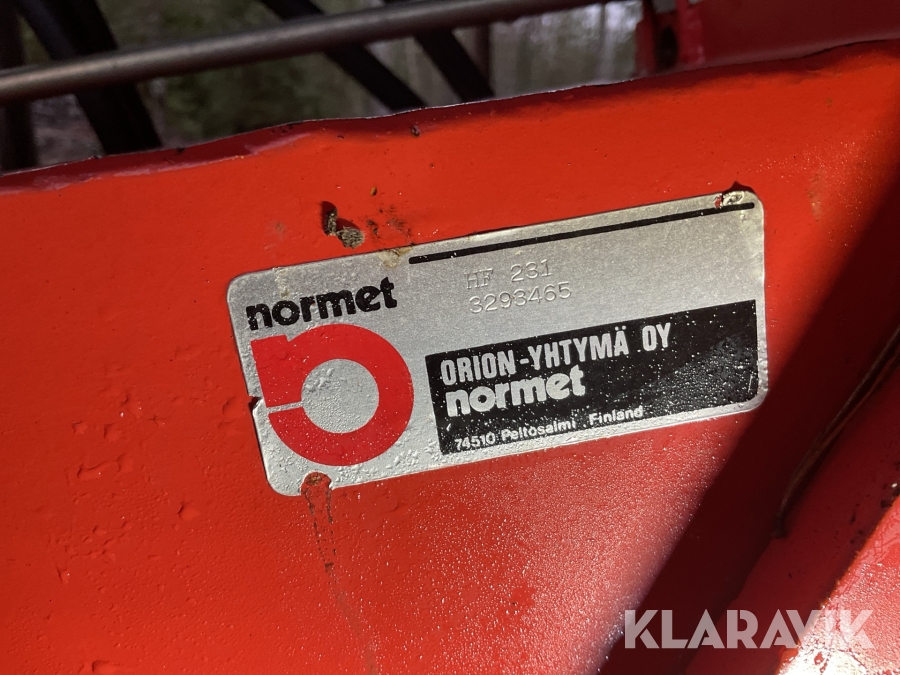 normet
HF 231
3293465
ORION-YHTYMÄ OY
normet
74510 Peltosalmi Finland
KLARAVIK